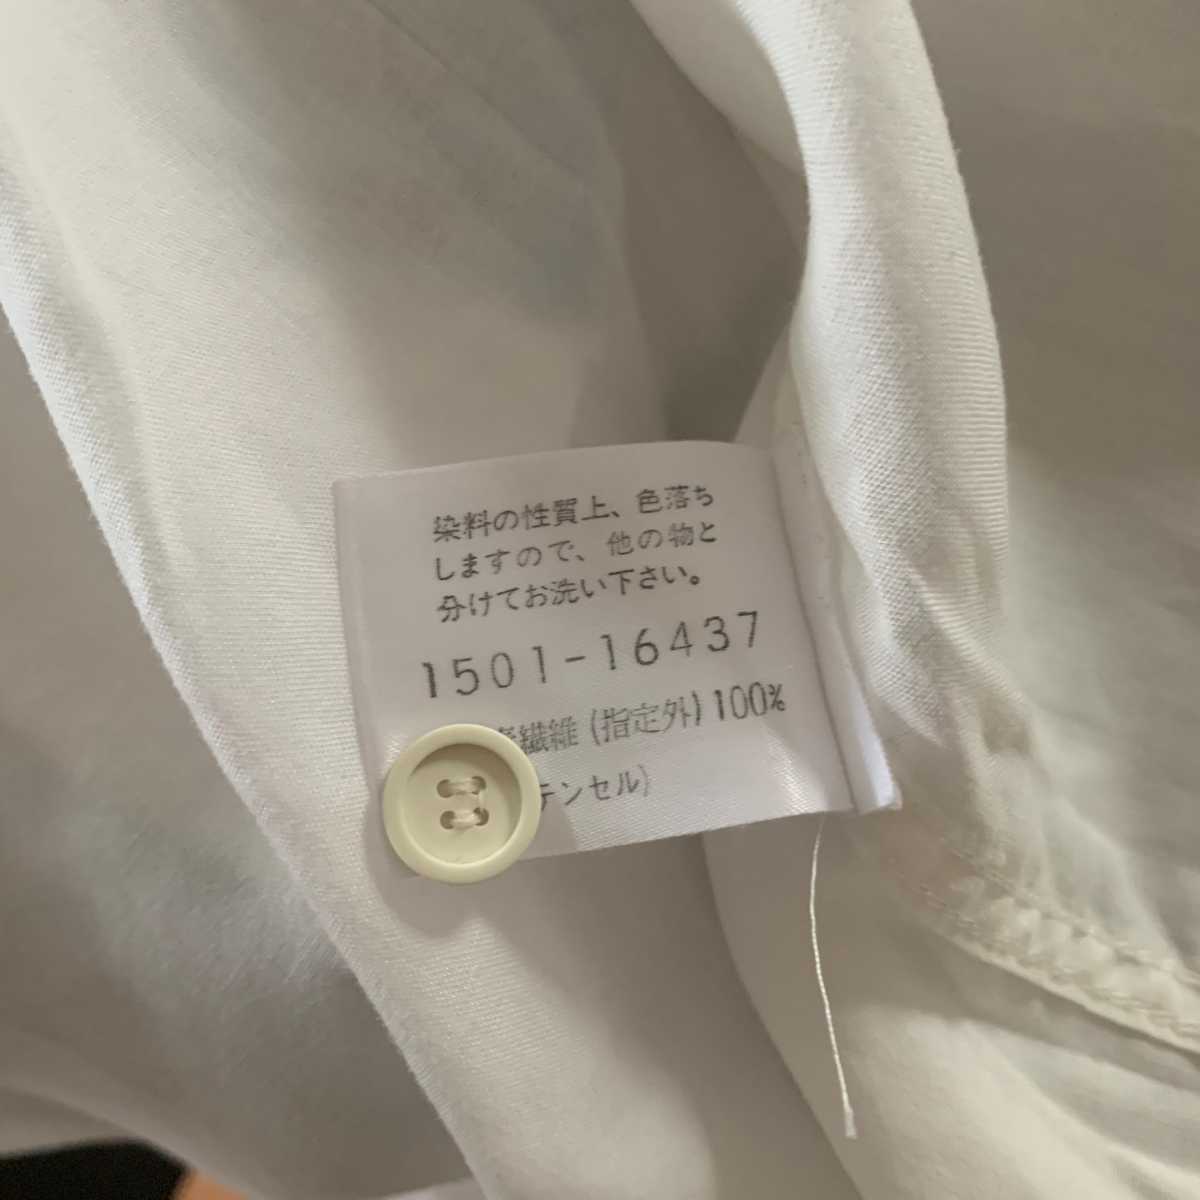 染料の性質上、色落ち
しますので、他の物と
分けてお洗い下さい。
1501-16437
繊維(指定外)100%
テンセル)